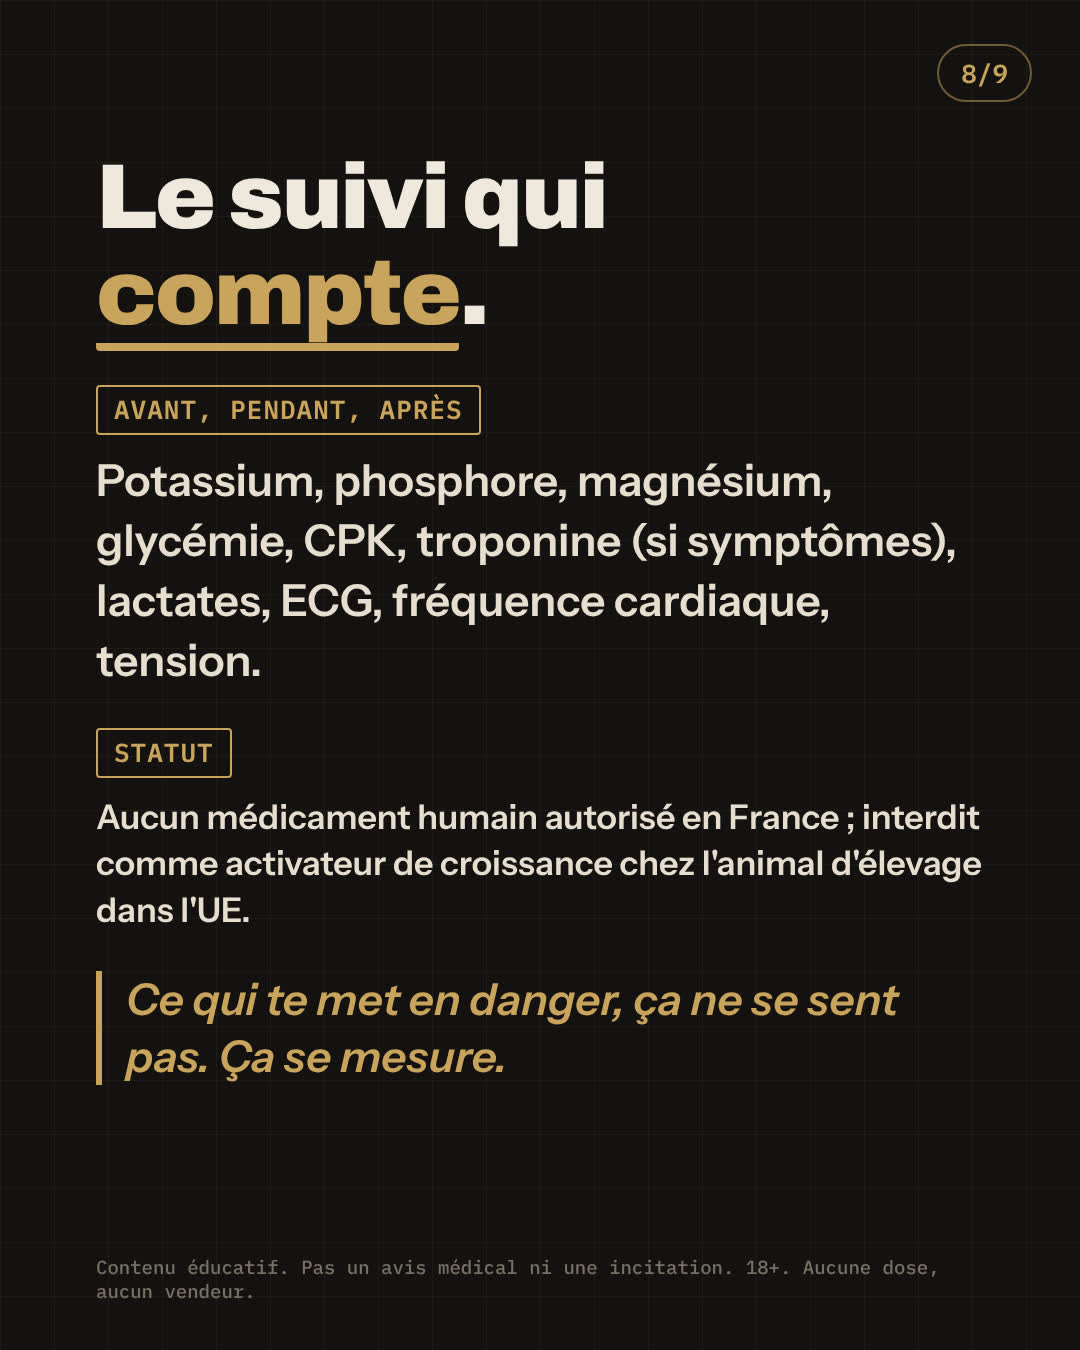 8/9
Le suivi qui
compte.
AVANT, PENDANT, APRÈS
Potassium, phosphore, magnésium,
glycémie, CPK, troponine (si symptômes),
lactates, ECG, fréquence cardiaque,
tension.
STATUT
Aucun médicament humain autorisé en France ; interdit
comme activateur de croissance chez l'animal d'élevage
dans l'UE.
Ce qui te met en danger, ça ne se sent
pas. Ça se mesure.
Contenu éducatif. Pas un avis médical ni une incitation. 18+. Aucune dose,
aucun vendeur.